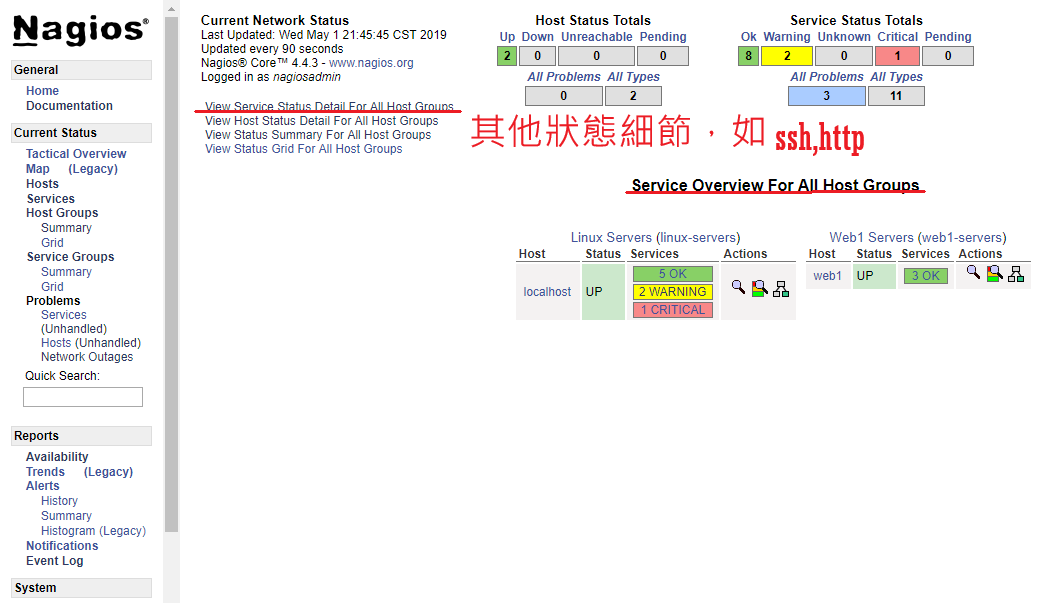 Nagios®
General
Home
Documentation
Current Status
Tactical Overview
Map (Legacy)
Hosts
Services
Host Groups
Summary
Grid
Service Groups
Summary
Grid
Problems
Services
(Unhandled)
Hosts (Unhandled)
Network Outages
Quick Search:
Reports
Availability
Trends (Legacy)
Alerts
History
Summary
Histogram (Legacy)
Notifications
Event Log
System
Current Network Status
Last Updated: Wed May 1 21:45:45 CST 2019
Updated every 90 seconds
Nagios® Core™ 4.4.3 - www.nagios.org
Logged in as nagiosadmin
View Service Status Detail For All Host Groups
View Host Status Detail For All Host Groups
View Status Summary For All Host Groups
View Status Grid For All Host Groups
Host Status Totals
Up Down Unreachable Pending
2 0 0 0
All Problems All Types
0 2
Service Status Totals
Ok Warning Unknown Critical Pending
8 2 0 1 0
All Problems All Types
3 11
其他狀態細節，如 ssh,http
Service Overview For All Host Groups
Linux Servers (linux-servers)
Host Status Services Actions
localhost UP 5 OK
2 WARNING
1 CRITICAL
Web1 Servers (web1-servers)
Host Status Services Actions
web1 UP 3 OK